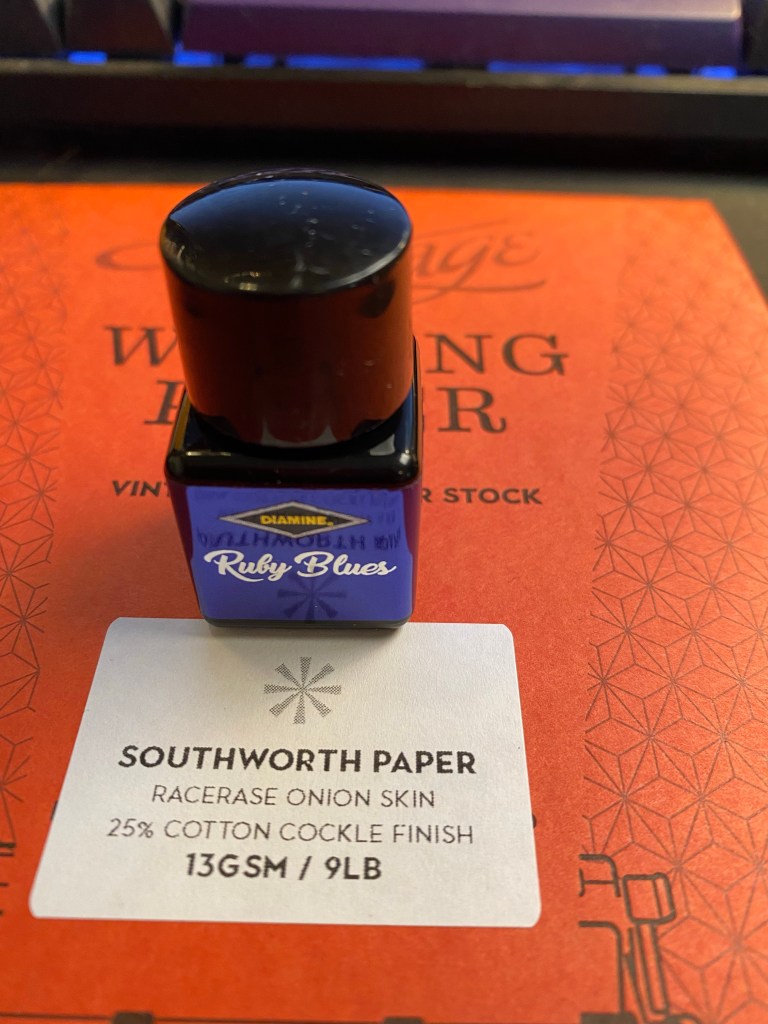 STOCK
DIAMINE
Ruby Blues
SOUTHWORTH PAPER
RACERASE ONION SKIN
25% COTTON COCKLE FINISH
13GSM / 9LB